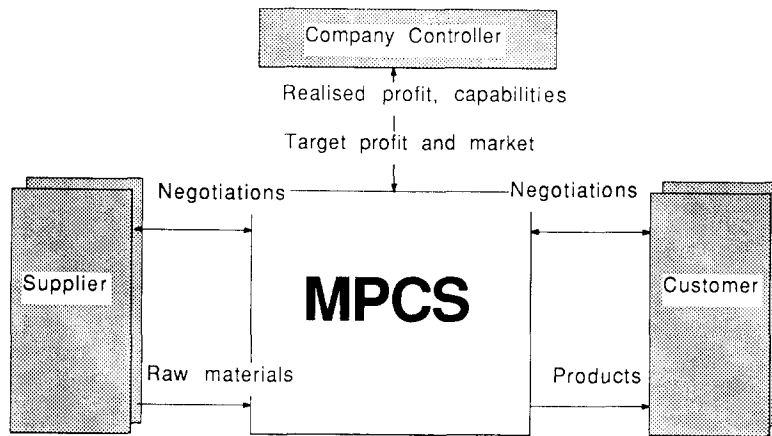 Company Controller
Realised profit, capabilities
Target profit and market
Negotiations
Negotiations
Supplier
MPCS
Customer
Raw materials
Products